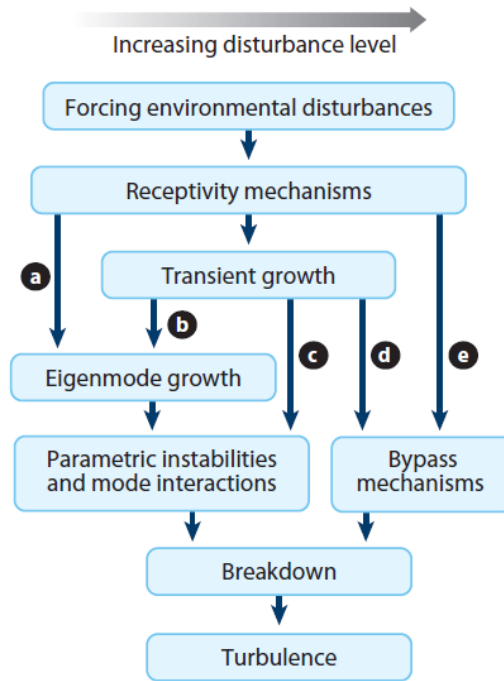 Increasing disturbance level
Forcing environmental disturbances
Receptivity mechanisms
a
Transient growth
b
c
d
e
Eigenmode growth
Parametric instabilities
and mode interactions
Bypass
mechanisms
Breakdown
Turbulence